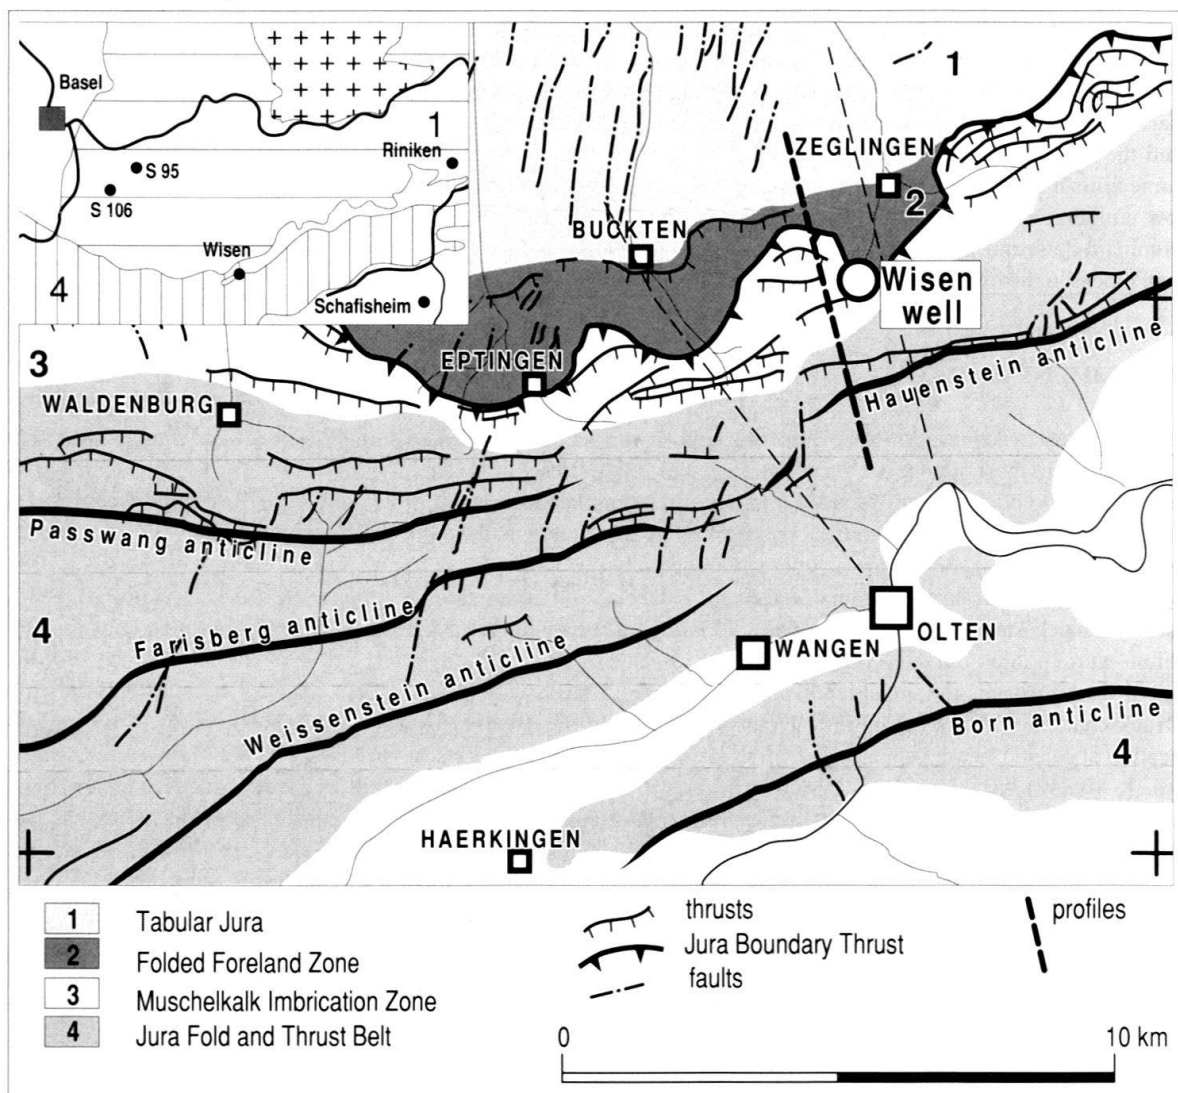 Basel
S 95
S 106
1
Riniken
Wisen
4
Schafisheim
1
ZEGLINGEN
2
BUCKTEN
Wisen
well
EPTINGEN
3
WALDENBURG
Hauenstein anticline
Passwang anticline
Farisberg anticline
4
Weissenstein anticline
OLTEN
WANGEN
Born anticline
4
HAERKINGEN
1 Tabular Jura
2 Folded Foreland Zone
3 Muschelkalk Imbrication Zone
4 Jura Fold and Thrust Belt
thrusts
Jura Boundary Thrust
faults
profiles
0 10 km